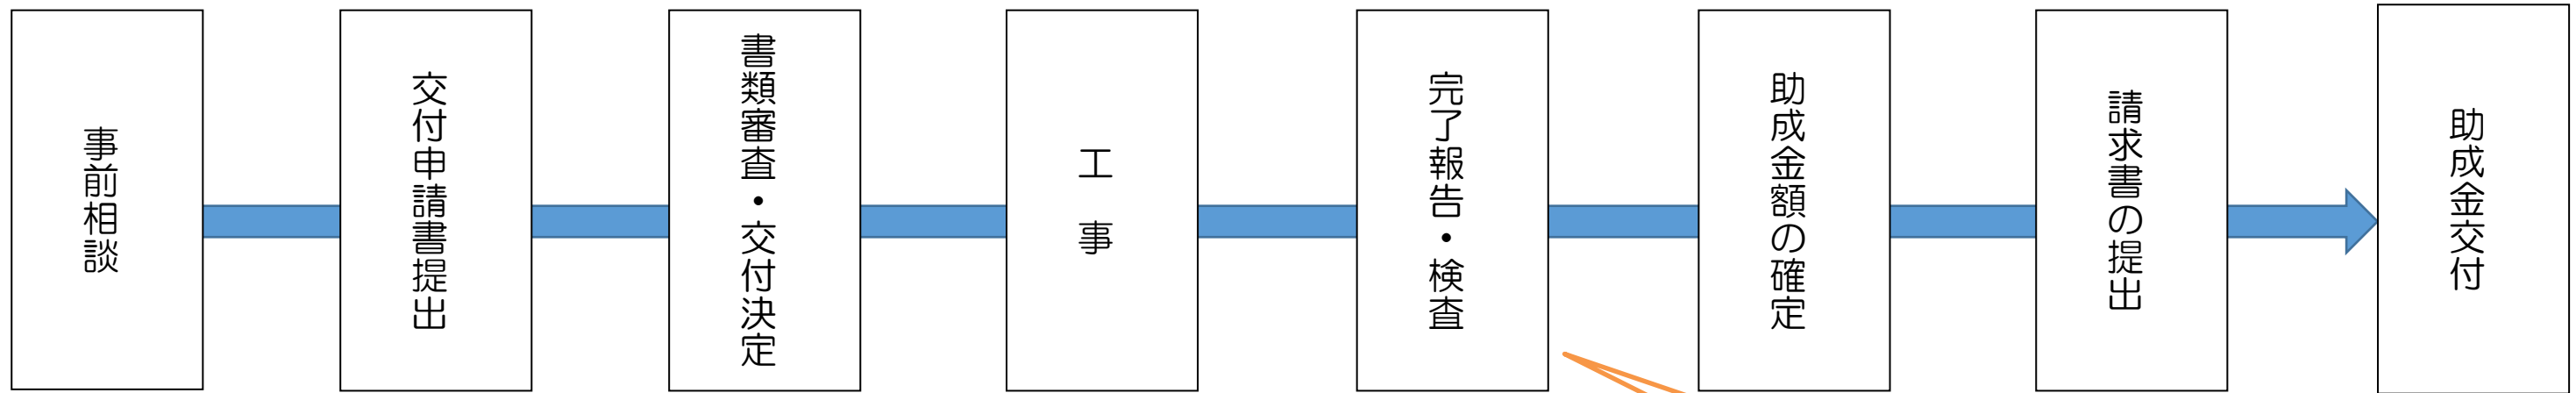 事前相談
交付申請書提出
書類審査・交付決定
工　事
完了報告・検査
助成金額の確定
請求書の提出
助成金交付